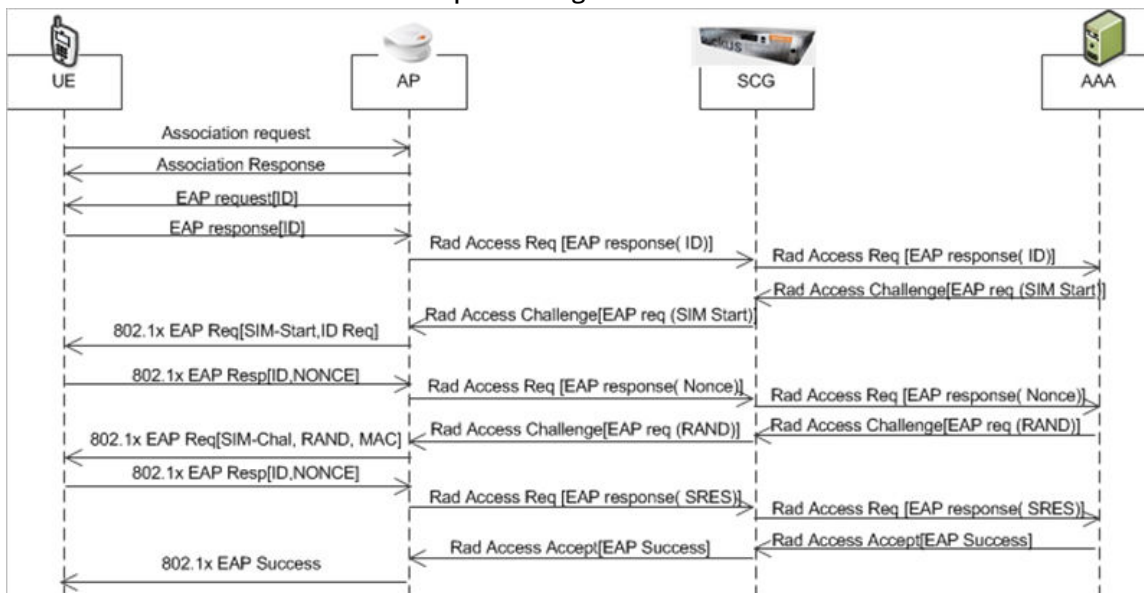 UE
AP
SCG
AAA
Association request
Association Response
EAP request[ID]
EAP response[ID]
Rad Access Req [EAP response( ID)]
Rad Access Req [EAP response( ID)]
Rad Access Challenge[EAP req (SIM Start)]
Rad Access Challenge[EAP req (SIM Start)]
802.1x EAP Req[SIM-Start,ID Req]
802.1x EAP Resp[ID,NONCE]
Rad Access Req [EAP response( Nonce)]
Rad Access Req [EAP response( Nonce)]
Rad Access Challenge[EAP req (RAND)]
Rad Access Challenge[EAP req (RAND)]
802.1x EAP Req[SIM-Chal, RAND, MAC]
802.1x EAP Resp[ID,NONCE]
Rad Access Req [EAP response( SRES)]
Rad Access Req [EAP response( SRES)]
Rad Access Accept[EAP Success]
Rad Access Accept[EAP Success]
802.1x EAP Success